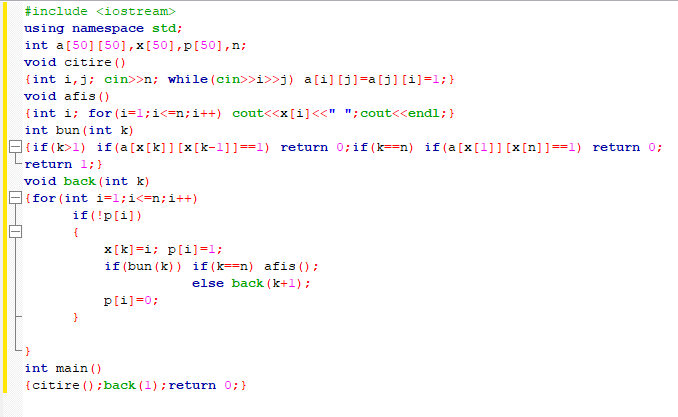 #include <iostream>
using namespace std;
int a[50][50],x[50],p[50],n;
void citire()
{int i,j; cin>>n; while(cin>>i>>j) a[i][j]=a[j][i]=1;}
void afis()
{int i; for(i=1;i<=n;i++) cout<<x[i]<<" ";cout<<endl;}
int bun(int k)
{if(k>1) if(a[x[k]][x[k-1]]==1) return 0;if(k==n) if(a[x[1]][x[n]]==1) return 0;
return 1;}
void back(int k)
{for(int i=1;i<=n;i++)
if(!p[i])
{
x[k]=i; p[i]=1;
if(bun(k)) if(k==n) afis();
else back(k+1);
p[i]=0;
}
}
int main()
{citire();back(1);return 0;}